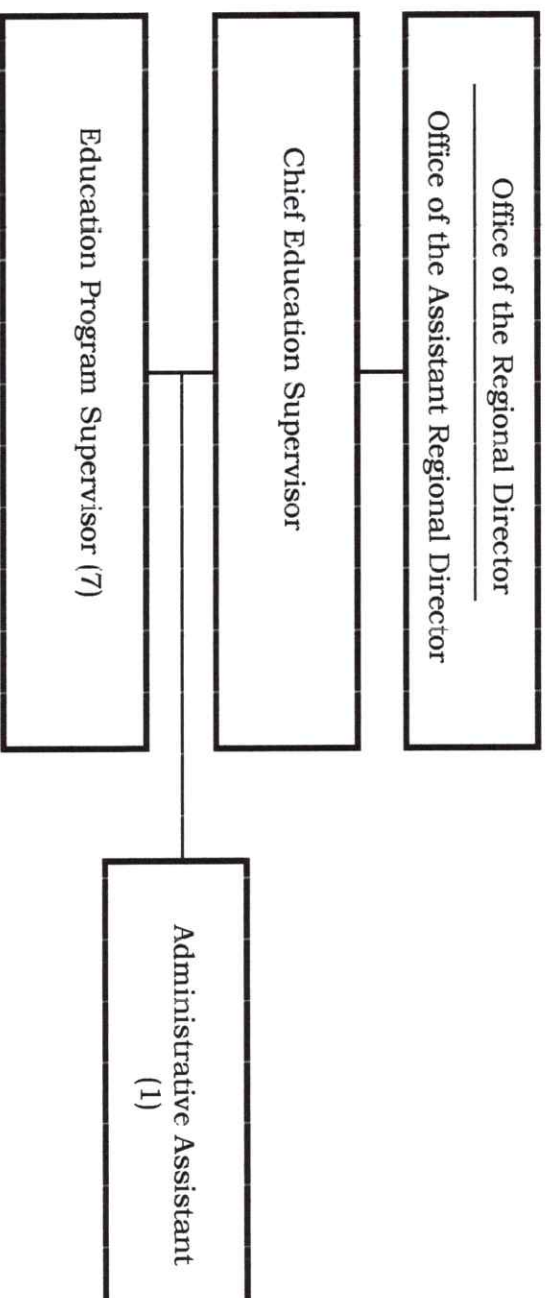 Office of the Regional Director
Office of the Assistant Regional Director
Chief Education Supervisor
Education Program Supervisor (7)
Administrative Assistant
(1)